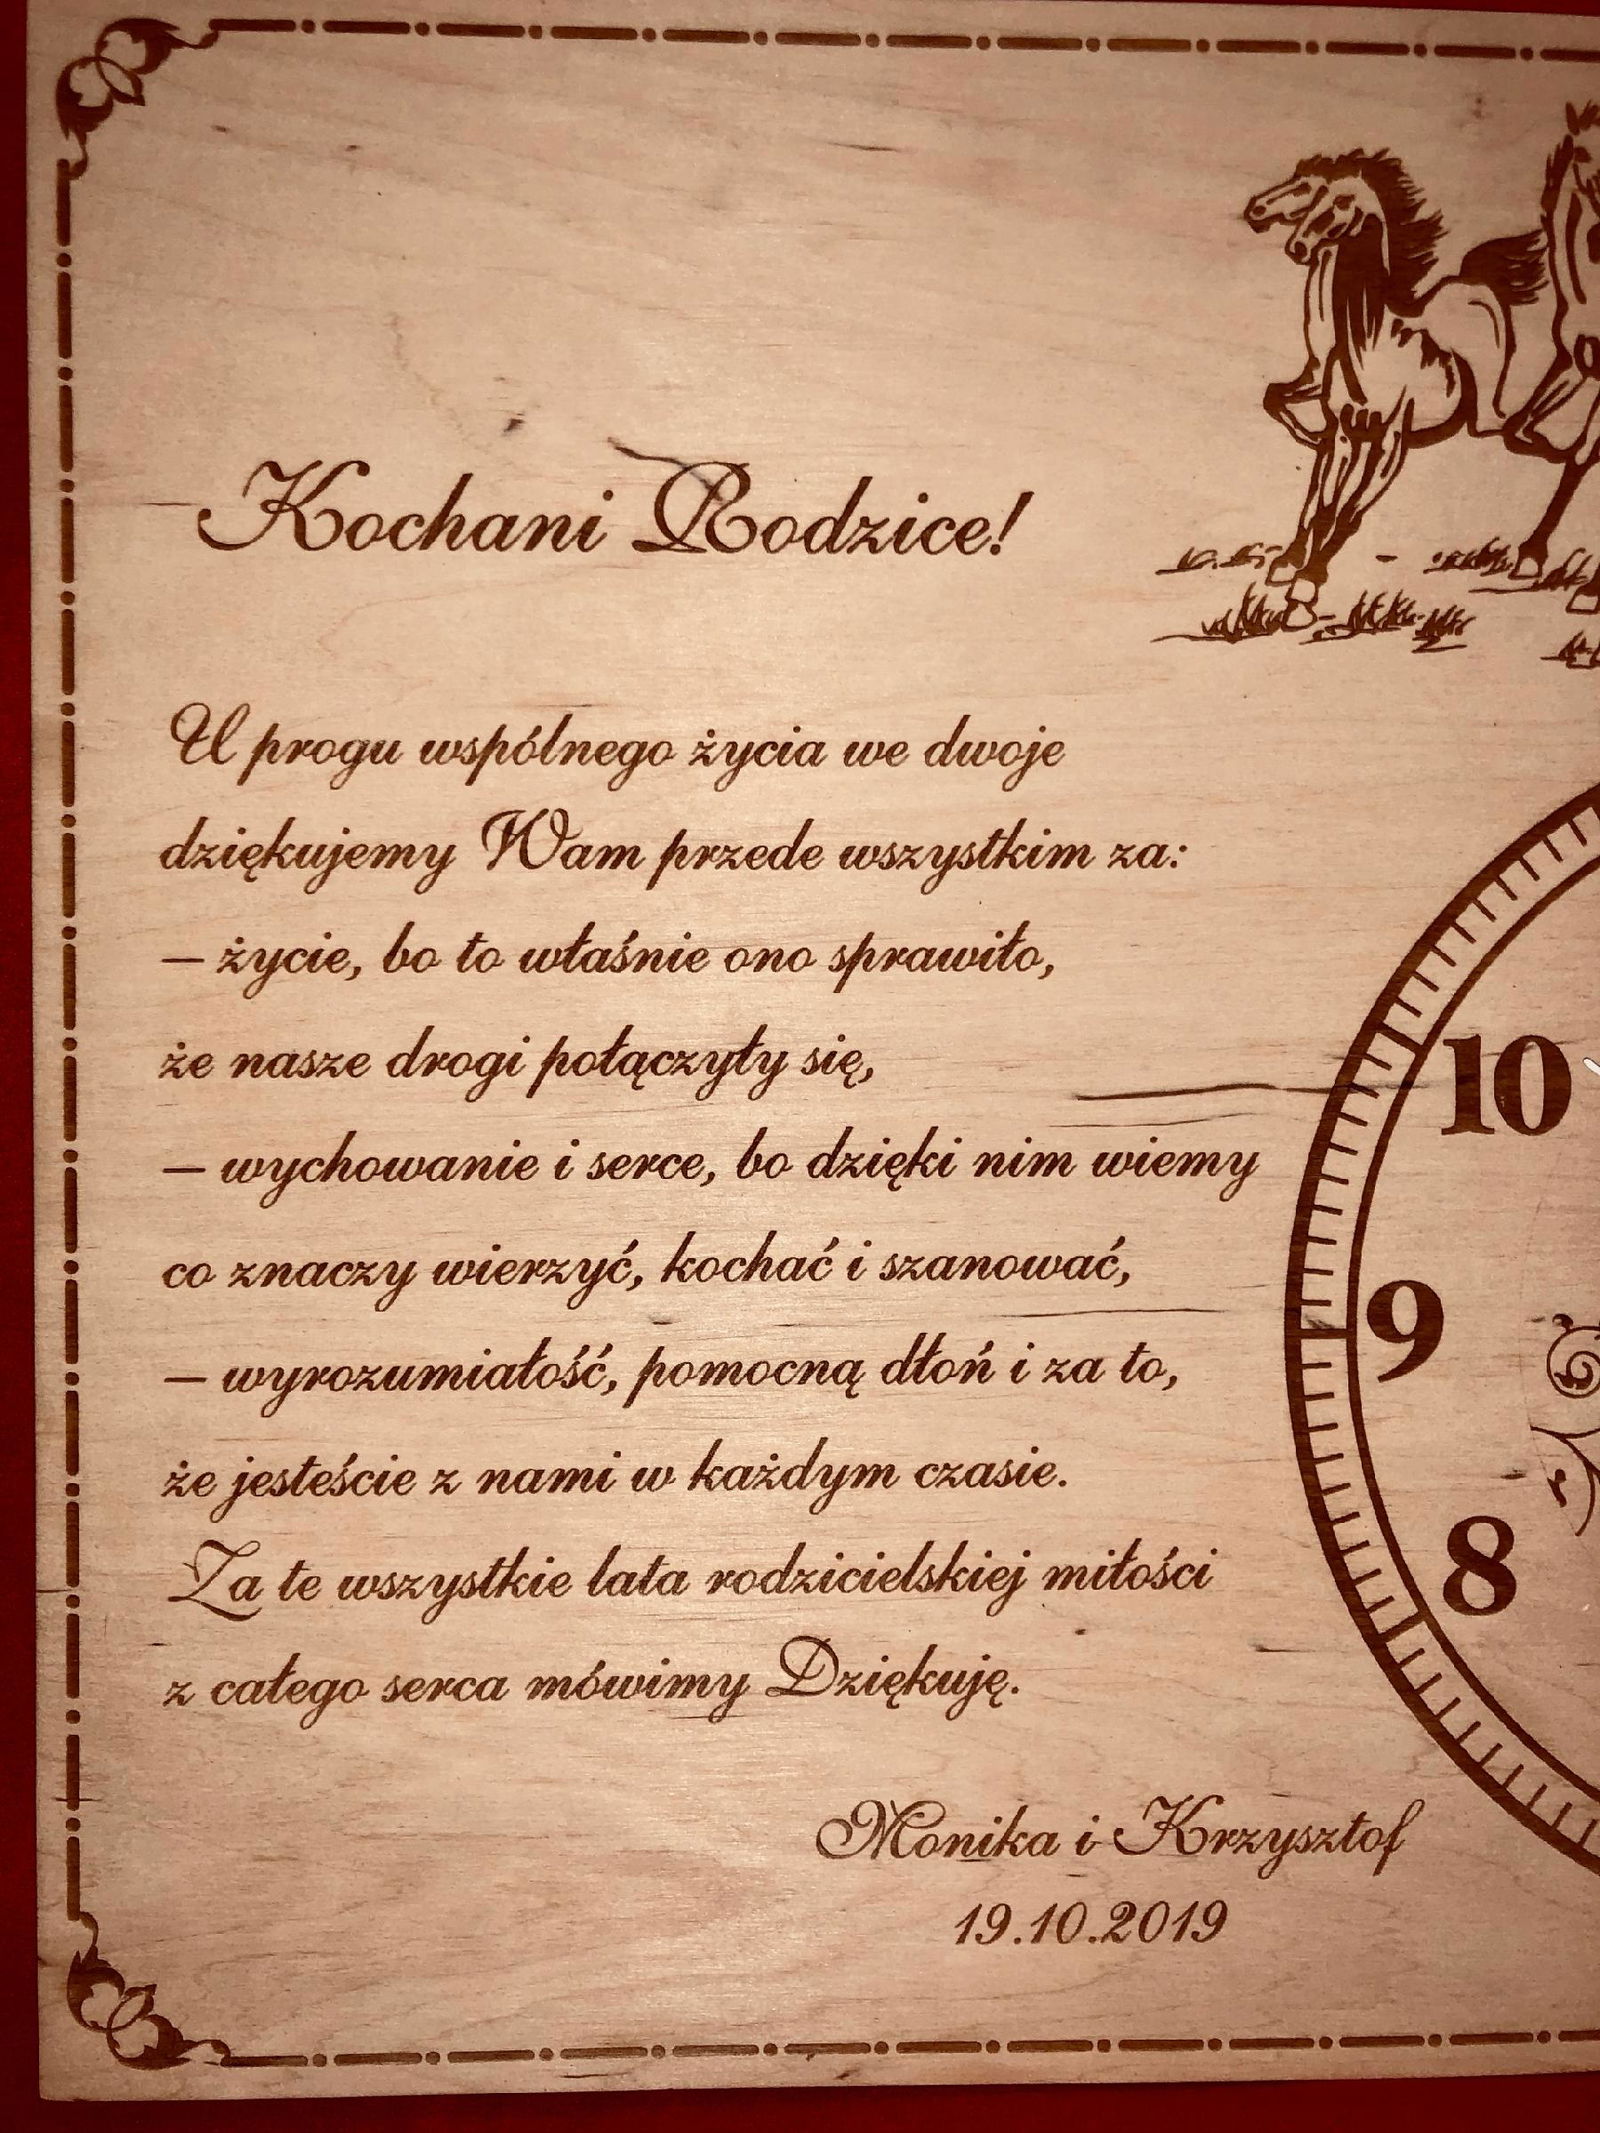 Kochani Rodzice!
U progu wspólnego życia we dwoje
dziękujemy Wam przede wszystkim za:
– życie, bo to właśnie ono sprawiło,
że nasze drogi połączyły się,
– wychowanie i serce, bo dzięki nim wiemy
co znaczy wierzyć, kochać i szanować,
– wyrozumiałość, pomocną dłoń i za to,
że jesteście z nami w każdym czasie.
Za te wszystkie lata rodzicielskiej miłości
z całego serca mówimy Dziękuję.
Monika i Krzysztof
19.10.2019
10
9
8